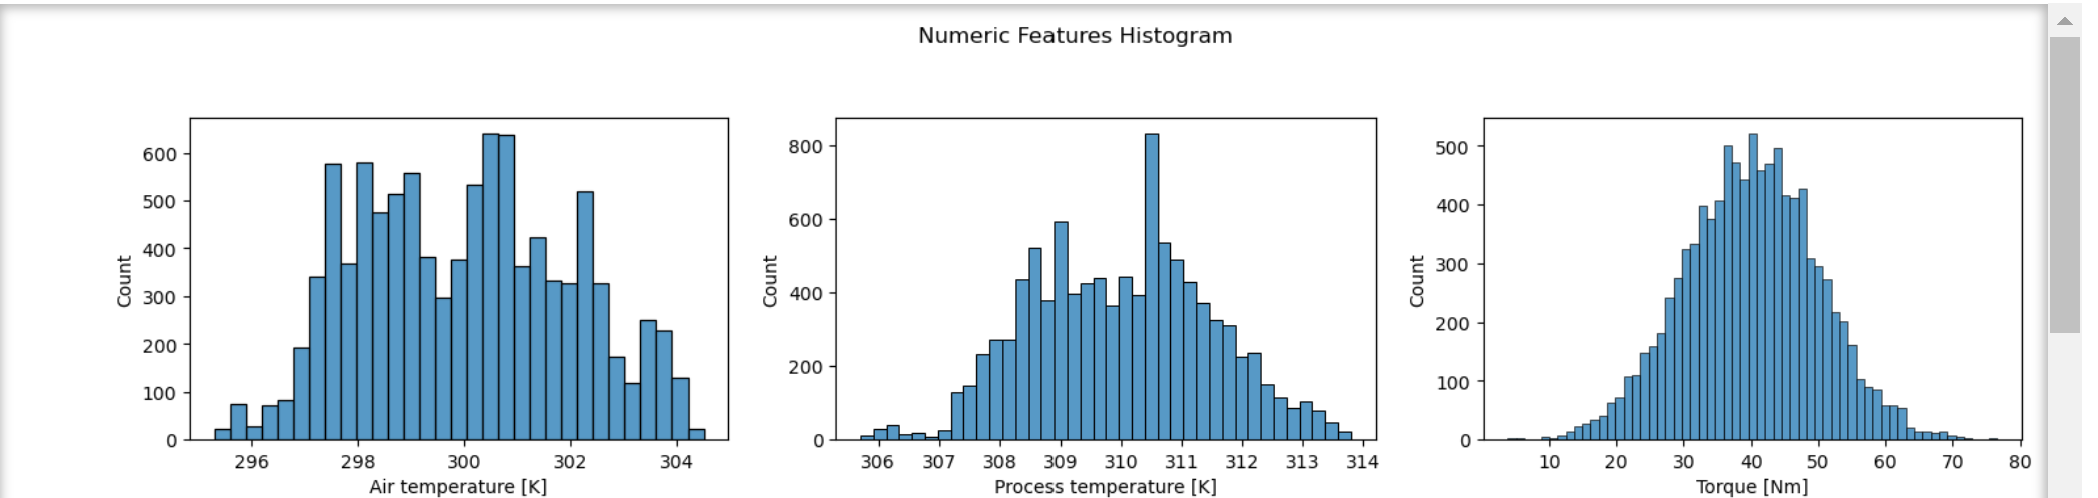 Numeric Features Histogram
Count
600
500
400
300
200
100
0
296 298 300 302 304
Air temperature [K]
Count
800
600
400
200
0
306 307 308 309 310 311 312 313 314
Process temperature [K]
Count
500
400
300
200
100
0
10 20 30 40 50 60 70 80
Torque [Nm]